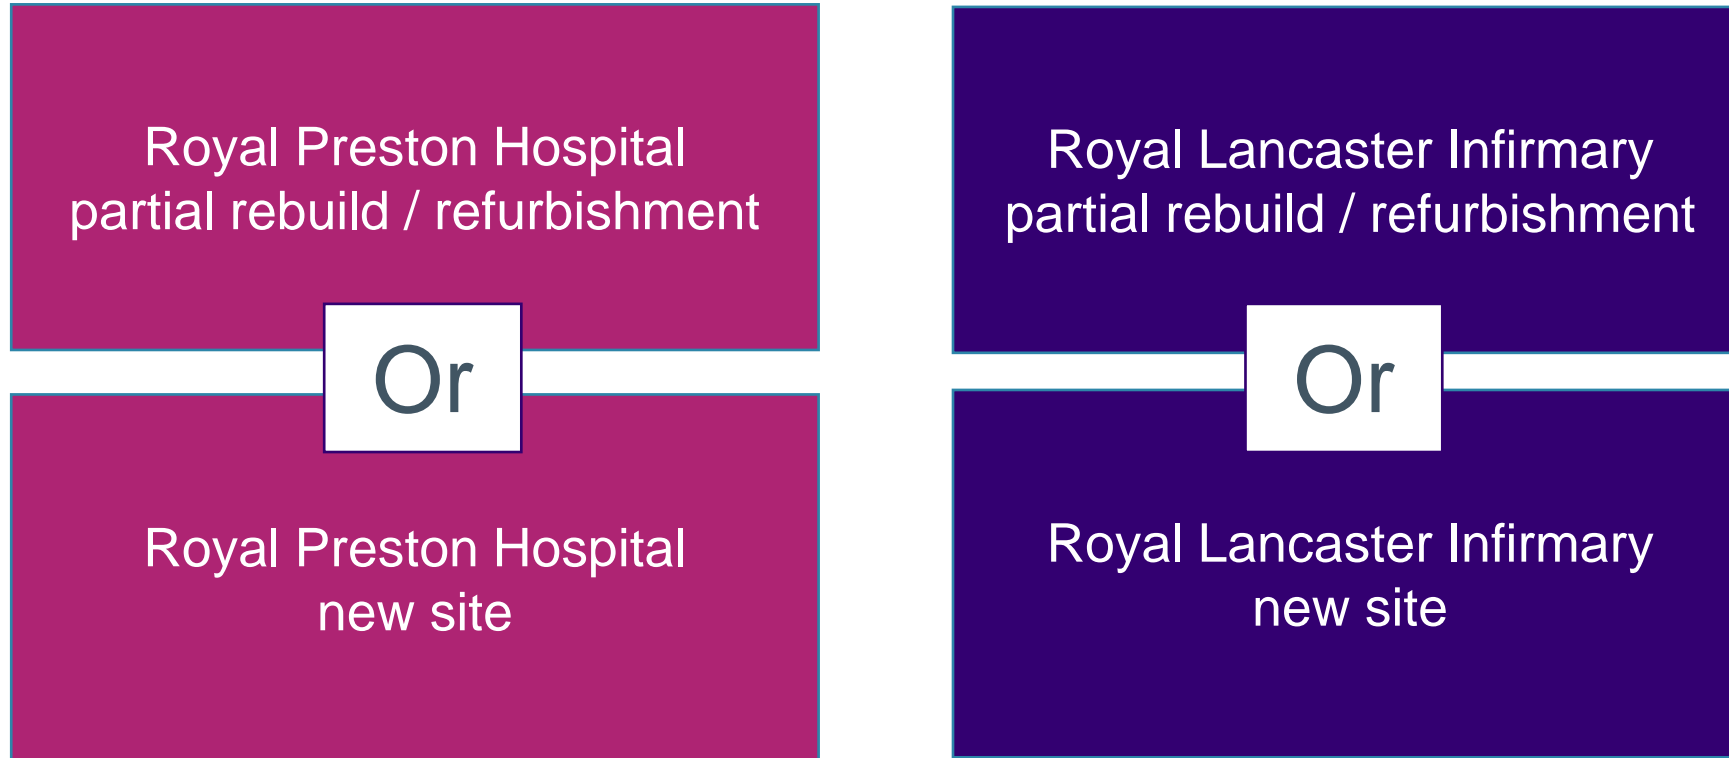 Royal Preston Hospital
partial rebuild / refurbishment
Or
Royal Preston Hospital
new site
Royal Lancaster Infirmary
partial rebuild / refurbishment
Or
Royal Lancaster Infirmary
new site